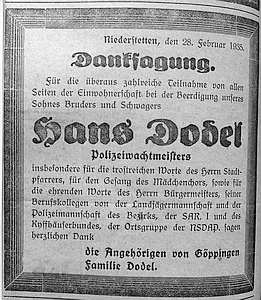 Niederstetten, den 28. Februar 1935.
Danksagung.
Für die überaus zahlreiche Teilnahme von allen
Seiten der Einwohnerschaft bei der Beerdigung unseres
Sohnes Bruders und Schwagers
Hans Dodel
Polizeiwachtmeisters
insbesondere für die trostreichen Worte des Herrn Stadt-
pfarrers, für den Gesang des Mädchenchors, sowie für
die ehrenden Worte des Herrn Bürgermeisters, seiner
Berufskollegen von der Landjägermannschaft und der
Polizeimannschaft des Bezirks, der SAR. I und des
Kyffhäuserbundes, der Ortsgruppe der NSDAP. sagen
herzlichen Dank
die Angehörigen von Göppingen
Familie Dodel.